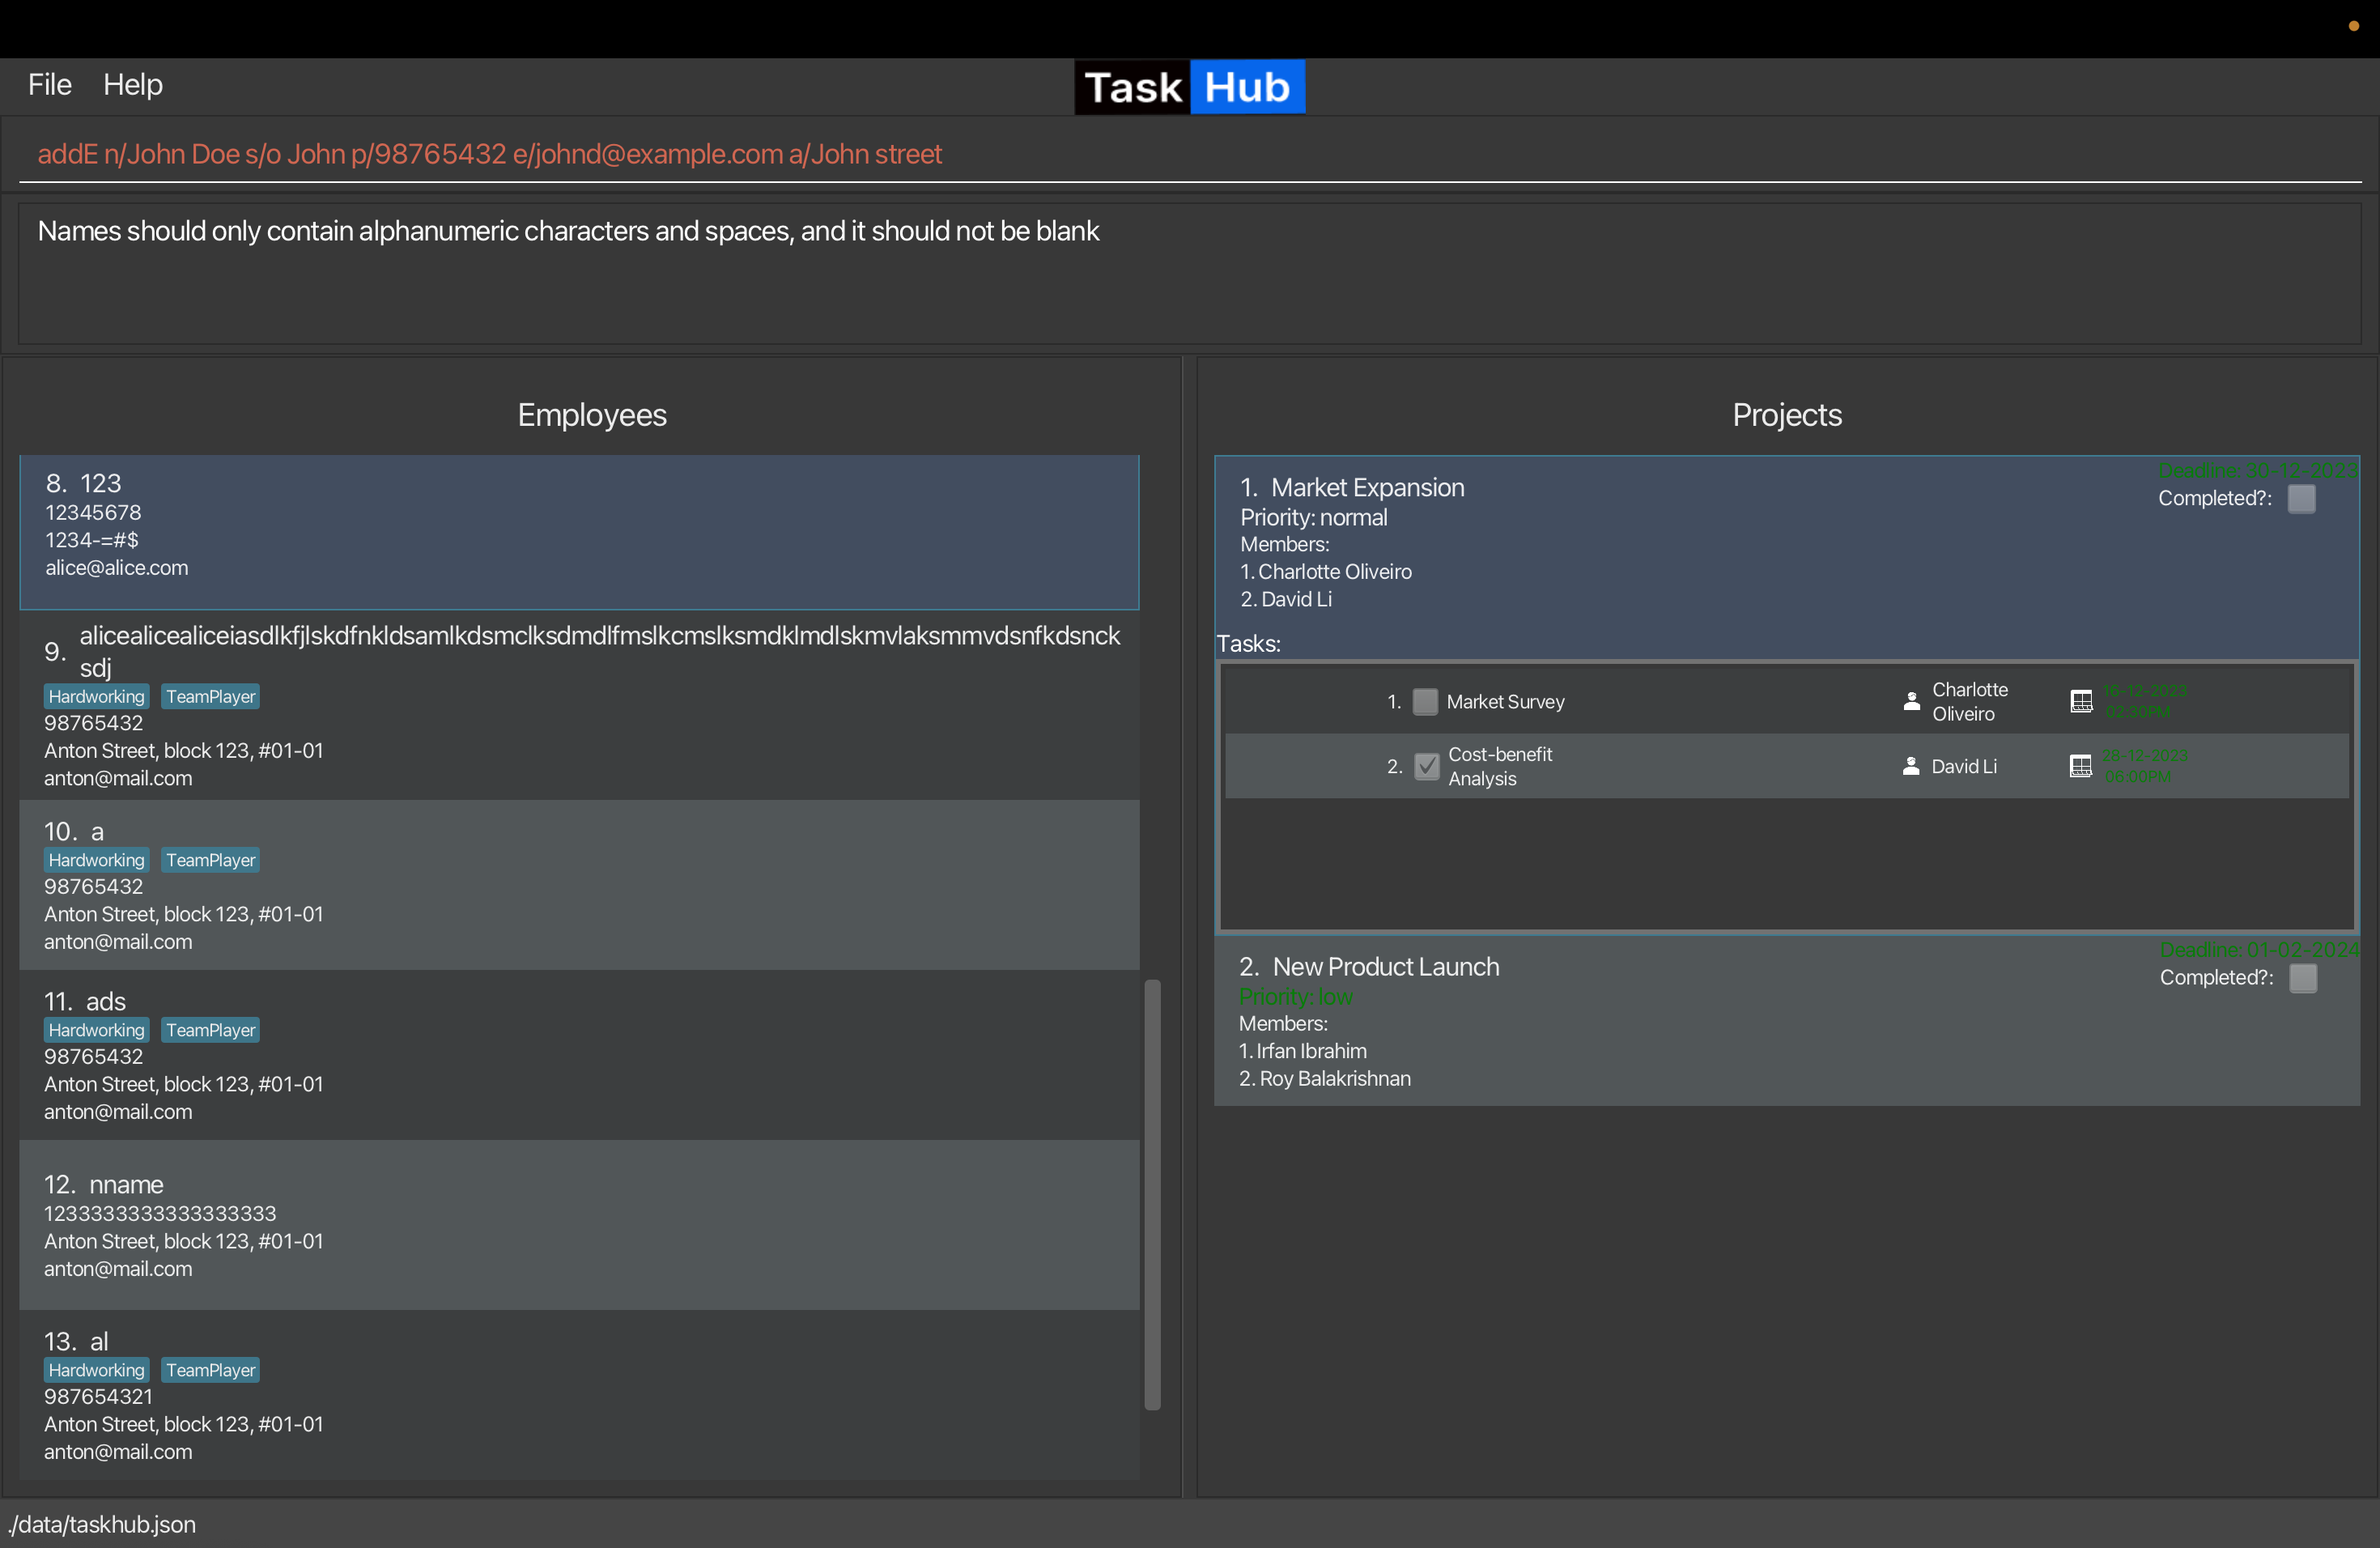 File Help
Task Hub
addE n/John Doe s/o John p/98765432 e/johnd@example.com a/John street
Names should only contain alphanumeric characters and spaces, and it should not be blank
Employees
8. 123
12345678
1234-=#$
alice@alice.com
9. alicealicealiceiasdlkfjlskdfnkldsamlkdsmclksdmdlfmslkcmslksmdklmdlskmvlaksmmvdsnfkdsnck
sdj
Hardworking TeamPlayer
98765432
Anton Street, block 123, #01-01
anton@mail.com
10. a
Hardworking TeamPlayer
98765432
Anton Street, block 123, #01-01
anton@mail.com
11. ads
Hardworking TeamPlayer
98765432
Anton Street, block 123, #01-01
anton@mail.com
12. nname
1233333333333333333
Anton Street, block 123, #01-01
anton@mail.com
13. al
Hardworking TeamPlayer
987654321
Anton Street, block 123, #01-01
anton@mail.com
Projects
1. Market Expansion
Deadline: 30-12-2023
Priority: normal
Completed?:
Members:
1. Charlotte Oliveiro
2. David Li
Tasks:
1. Market Survey
Charlotte
Oliveiro
16-12-2023
02:30PM
2. Cost-benefit
Analysis
David Li
28-12-2023
06:00PM
2. New Product Launch
Deadline: 01-02-2024
Priority: low
Completed?:
Members:
1. Irfan Ibrahim
2. Roy Balakrishnan
./data/taskhub.json